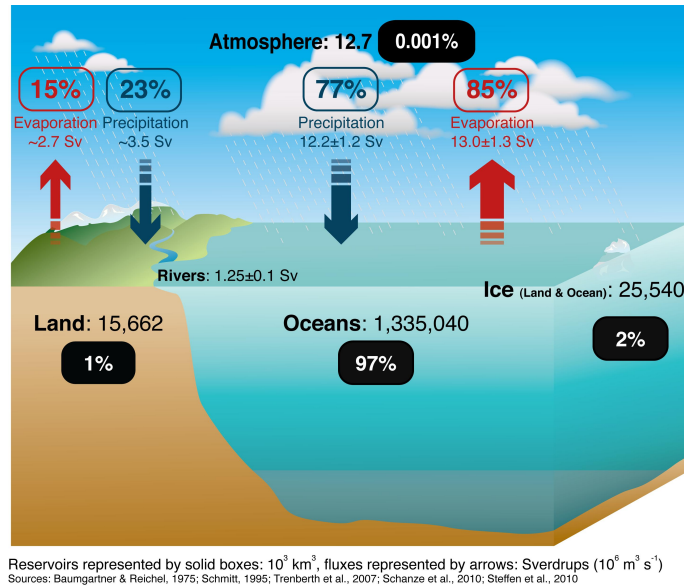 Atmosphere: 12.7 0.001%
15% 23% 77% 85%
Evaporation Precipitation Precipitation Evaporation
~2.7 Sv ~3.5 Sv 12.2±1.2 Sv 13.0±1.3 Sv
Rivers: 1.25±0.1 Sv
Ice (Land & Ocean): 25,540
Land: 15,662 Oceans: 1,335,040
1% 97% 2%
Reservoirs represented by solid boxes: 10³ km³, fluxes represented by arrows: Sverdrups (10⁶ m³ s⁻¹)
Sources: Baumgartner & Reichel, 1975; Schmitt, 1995; Trenberth et al., 2007; Schanze et al., 2010; Steffen et al., 2010